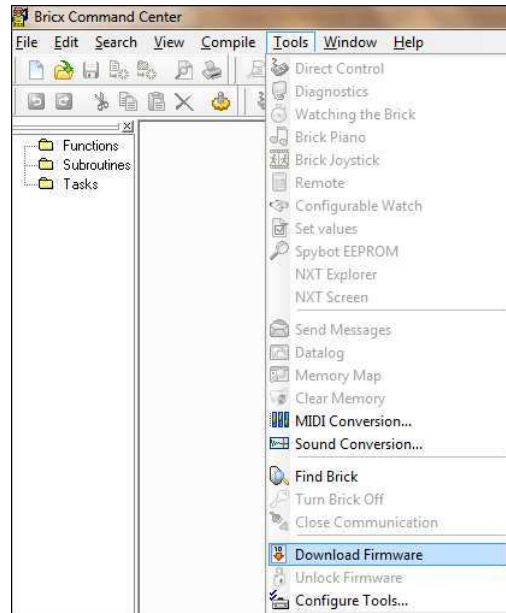 Bricx Command Center
File Edit Search View Compile Tools Window Help
Direct Control
Diagnostics
Watching the Brick
Brick Piano
Brick Joystick
Remote
Configurable Watch
Set values
Spybot EEPROM
NXT Explorer
NXT Screen
Send Messages
Datalog
Memory Map
Clear Memory
MIDI Conversion...
Sound Conversion...
Find Brick
Turn Brick Off
Close Communication
Download Firmware
Unlock Firmware
Configure Tools...
Functions
Subroutines
Tasks